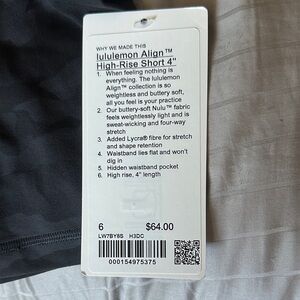 WHY WE MADE THIS
lululemon Align™
High-Rise Short 4"
1. When feeling nothing is
everything. The lululemon
Align™ collection is so
weightless and buttery soft,
all you feel is your practice
2. Our buttery-soft Nulu™ fabric
feels weightlessly light and is
sweat-wicking and four-way
stretch
3. Added Lycra® fibre for stretch
and shape retention
4. Waistband lies flat and won't
dig in
5. Hidden waistband pocket
6. High rise, 4" length
6 $64.00
LW7BY8S H3DC
000154975375